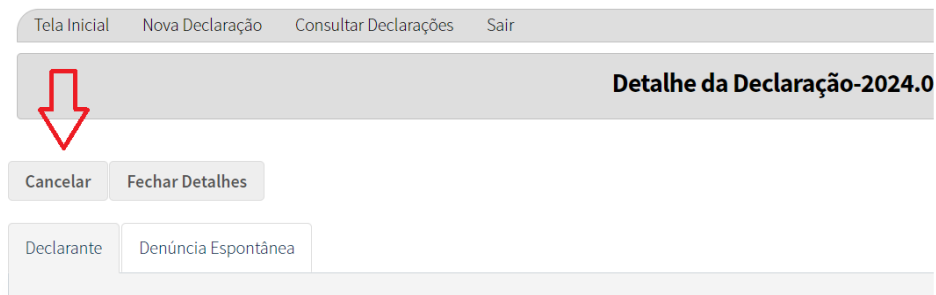 Tela Inicial Nova Declaração Consultar Declarações Sair
Detalhe da Declaração-2024.0
Cancelar Fechar Detalhes
Declarante Denúncia Espontânea